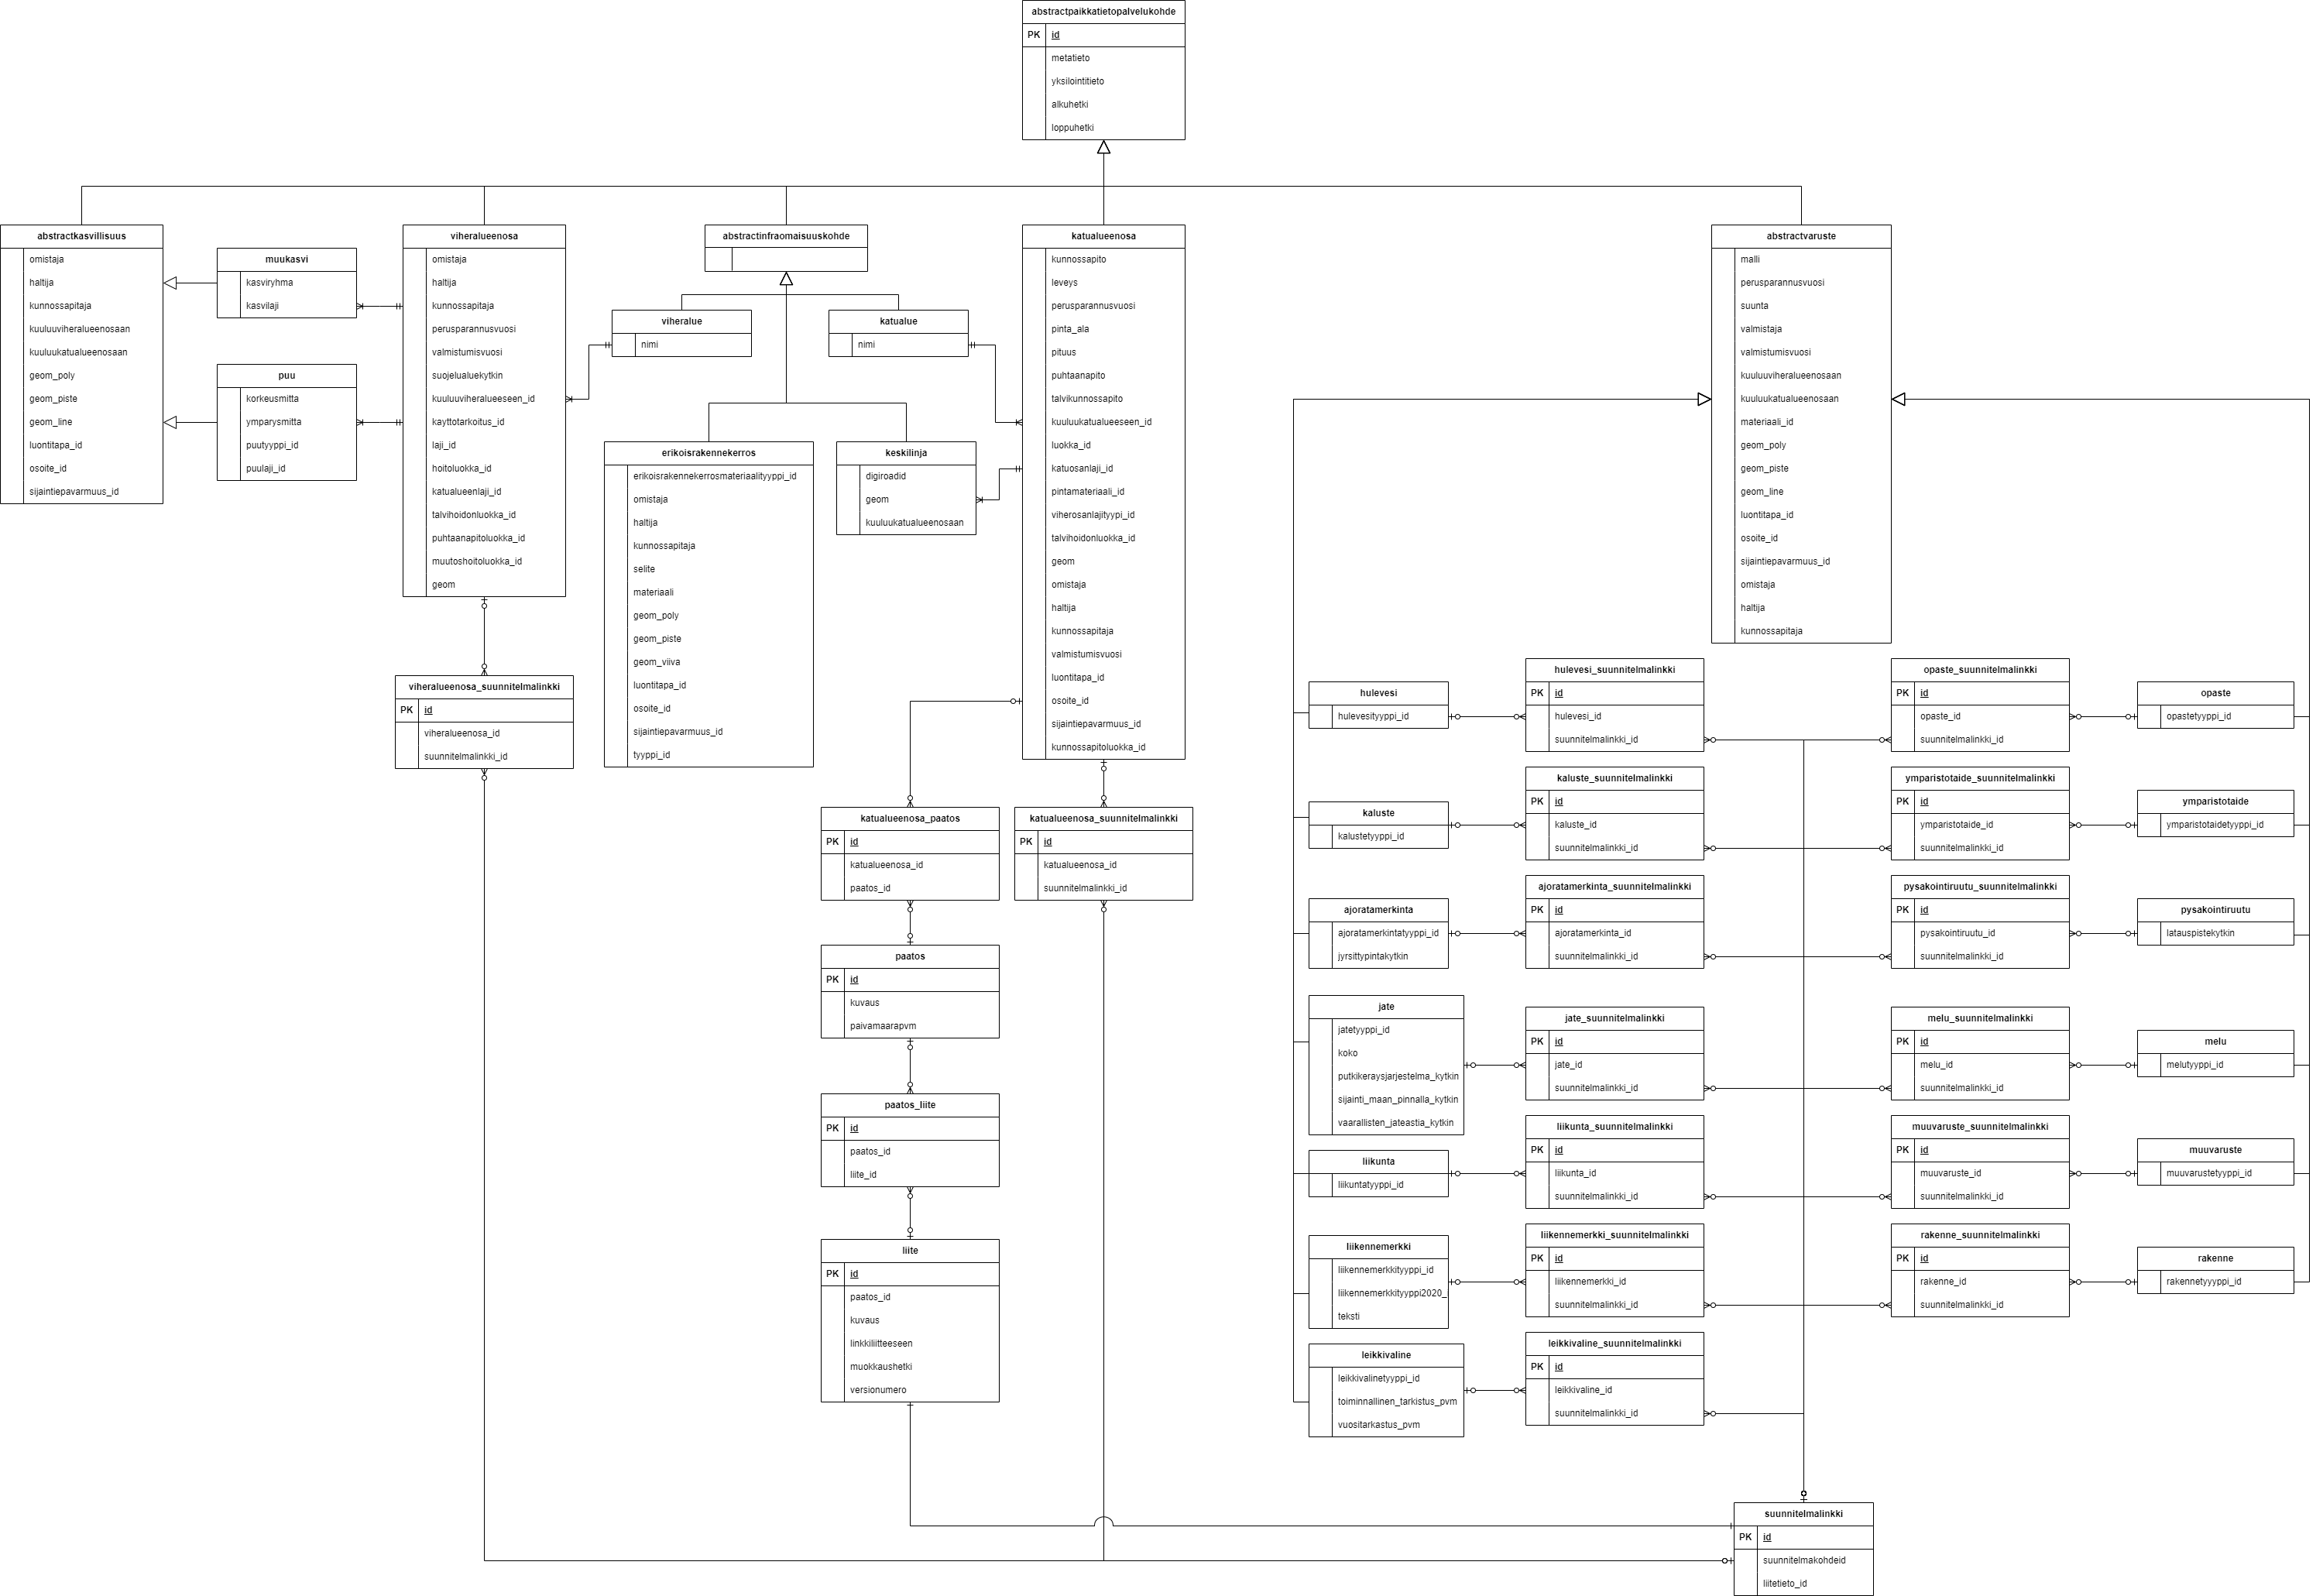 abstractpaikkatietopalvelukohde
PK id
metatieto
yksilointitieto
alkuhetki
loppuhetki
abstractkasvillisuus
omistaja
haltija
kunnossapitaja
kuuluuviheralueenosaan
kuuluukatualueenosaan
geom_poly
geom_piste
geom_line
luontitapa_id
osoite_id
sijaintiepavarmuus_id
muukasvi
kasviryhma
kasvilaji
puu
korkeusmitta
ymparysmitta
puutyyppi_id
puulaji_id
viheralueenosa
omistaja
haltija
kunnossapitaja
perusparannusvuosi
valmistumisvuosi
suojelualuekytkin
kuuluuviheralueeseen_id
kayttotarkoitus_id
laji_id
hoitoluokka_id
katualueenlaji_id
talvihoidonluokka_id
puhtaanapitoluokka_id
muutoshoitoluokka_id
geom
abstractinfraomaisuuskohde
viheralue
nimi
katualue
nimi
erikoisrakennekerros
erikoisrakennekerrosmateriaalityyppi_id
omistaja
haltija
kunnossapitaja
selite
materiaali
geom_poly
geom_piste
geom_viiva
luontitapa_id
osoite_id
sijaintiepavarmuus_id
tyyppi_id
keskilinja
digiroadid
geom
kuuluukatualueenosaan
katualueenosa
kunnossapito
leveys
perusparannusvuosi
pinta_ala
pituus
puhtaanapito
talvikunnossapito
kuuluukatualueeseen_id
luokka_id
katuosanlaji_id
pintamateriaali_id
viherosanlajityypi_id
talvihoidonluokka_id
geom
omistaja
haltija
kunnossapitaja
valmistumisvuosi
luontitapa_id
osoite_id
sijaintiepavarmuus_id
kunnossapitoluokka_id
abstractvaruste
malli
perusparannusvuosi
suunta
valmistaja
valmistumisvuosi
kuuluuviheralueenosaan
kuuluukatualueenosaan
materiaali_id
geom_poly
geom_piste
geom_line
luontitapa_id
osoite_id
sijaintiepavarmuus_id
omistaja
haltija
kunnossapitaja
viheralueenosa_suunnitelmalinkki
PK id
viheralueenosa_id
suunnitelmalinkki_id
katualueenosa_paatos
PK id
katualueenosa_id
paatos_id
katualueenosa_suunnitelmalinkki
PK id
katualueenosa_id
suunnitelmalinkki_id
paatos
PK id
kuvaus
paivamaarapvm
paatos_liite
PK id
paatos_id
liite_id
liite
PK id
paatos_id
kuvaus
linkkiliitteeseen
muokkaushetki
versionumero
hulevesi
hulevesityyppi_id
hulevesi_suunnitelmalinkki
PK id
hulevesi_id
suunnitelmalinkki_id
opaste_suunnitelmalinkki
PK id
opaste_id
suunnitelmalinkki_id
opaste
opastetyyppi_id
kaluste
kalustetyyppi_id
kaluste_suunnitelmalinkki
PK id
kaluste_id
suunnitelmalinkki_id
ymparistotaide_suunnitelmalinkki
PK id
ymparistotaide_id
suunnitelmalinkki_id
ymparistotaide
ymparistotaidetyyppi_id
ajoratamerkinta
ajoratamerkintatyyppi_id
jyrsittypintakytkin
ajoratamerkinta_suunnitelmalinkki
PK id
ajoratamerkinta_id
suunnitelmalinkki_id
pysakointiruutu_suunnitelmalinkki
PK id
pysakointiruutu_id
suunnitelmalinkki_id
pysakointiruutu
latauspistekytkin
jate
jatetyyppi_id
koko
putkikeraysjarjestelma_kytkin
sijainti_maan_pinnalla_kytkin
vaarallisten_jateastia_kytkin
jate_suunnitelmalinkki
PK id
jate_id
suunnitelmalinkki_id
melu_suunnitelmalinkki
PK id
melu_id
suunnitelmalinkki_id
melu
melutyyppi_id
liikunta
liikuntatyyppi_id
liikunta_suunnitelmalinkki
PK id
liikunta_id
suunnitelmalinkki_id
muuvaruste_suunnitelmalinkki
PK id
muuvaruste_id
suunnitelmalinkki_id
muuvaruste
muuvarustetyyppi_id
liikennemerkki
liikennemerkkityyppi_id
liikennemerkkityyppi2020_
teksti
liikennemerkki_suunnitelmalinkki
PK id
liikennemerkki_id
suunnitelmalinkki_id
rakenne_suunnitelmalinkki
PK id
rakenne_id
suunnitelmalinkki_id
rakenne
rakennetyyyppi_id
leikkivaline
leikkivalinetyyppi_id
toiminnallinen_tarkistus_pvm
vuositarkastus_pvm
leikkivaline_suunnitelmalinkki
PK id
leikkivaline_id
suunnitelmalinkki_id
suunnitelmalinkki
PK id
suunnitelmakohdeid
liitetieto_id